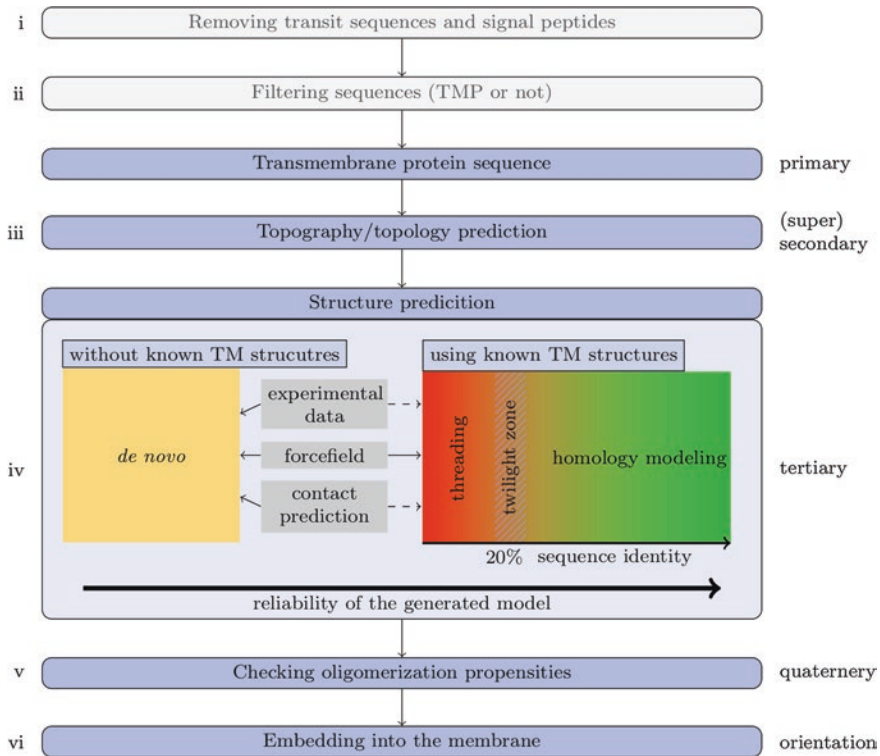 i
Removing transit sequences and signal peptides
ii
Filtering sequences (TMP or not)
Transmembrane protein sequence
primary
iii
Topography/topology prediction
(super)
secondary
Structure predicition
without known TM strucutres
using known TM structures
experimental
data
forcefield
contact
prediction
de novo
threading
twilight zone
homology modeling
iv
tertiary
20% sequence identity
reliability of the generated model
v
Checking oligomerization propensities
quaternery
vi
Embedding into the membrane
orientation